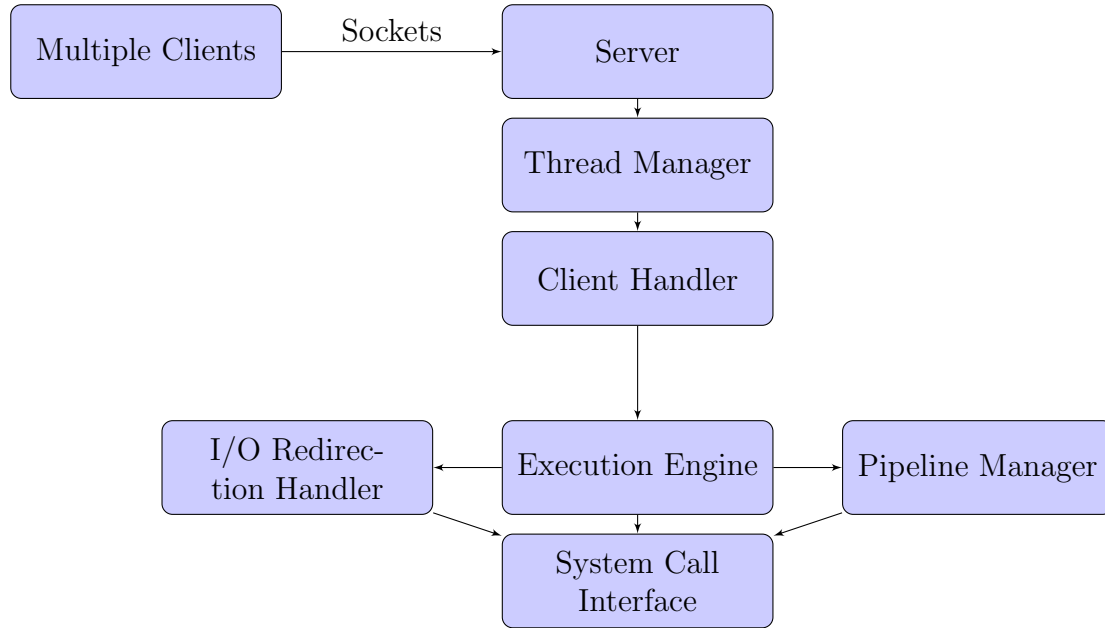 Multiple Clients
Sockets
Server
Thread Manager
Client Handler
I/O Redirec-
tion Handler
Execution Engine
Pipeline Manager
System Call
Interface